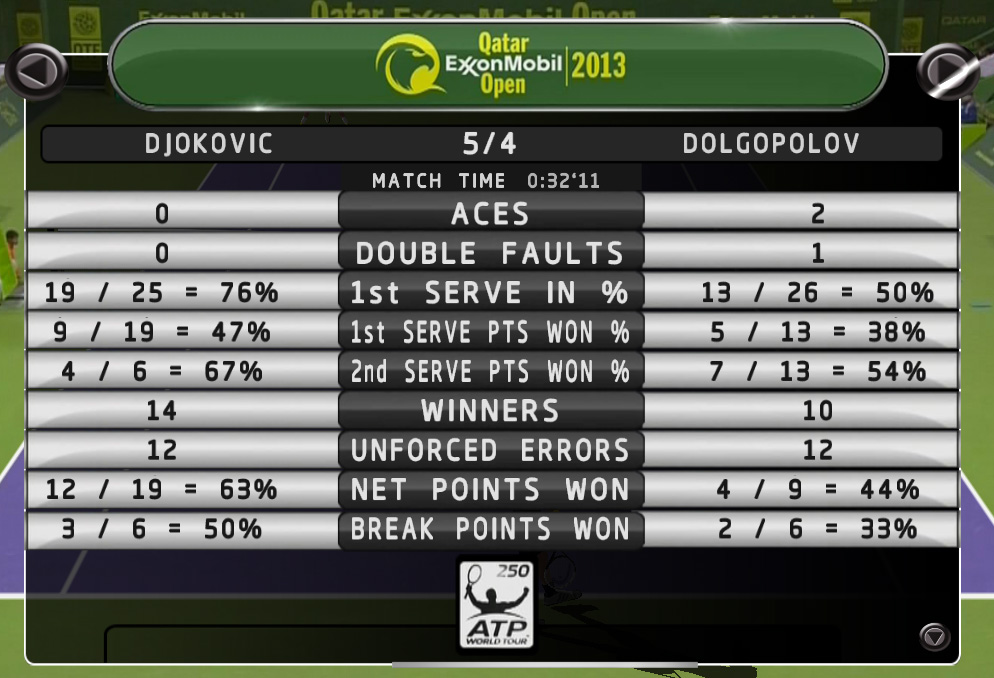 Qatar ExxonMobil Open
QATAR
Qatar
ExxonMobil 2013
Open
DJOKOVIC 5/4 DOLGOPOLOV
MATCH TIME 0:32'11
0 ACES 2
0 DOUBLE FAULTS 1
19 / 25 = 76% 1st SERVE IN % 13 / 26 = 50%
9 / 19 = 47% 1st SERVE PTS WON % 5 / 13 = 38%
4 / 6 = 67% 2nd SERVE PTS WON % 7 / 13 = 54%
14 WINNERS 10
12 UNFORCED ERRORS 12
12 / 19 = 63% NET POINTS WON 4 / 9 = 44%
3 / 6 = 50% BREAK POINTS WON 2 / 6 = 33%
250
ATP
WORLD TOUR